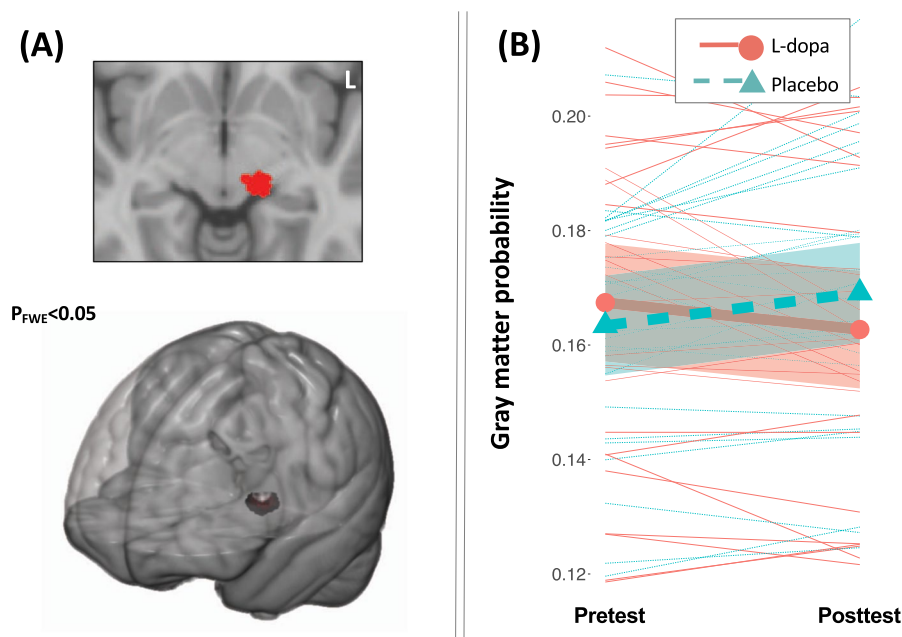 (A)
L
P_FWE<0.05
(B)
L-dopa
Placebo
Gray matter probability
0.20
0.18
0.16
0.14
0.12
Pretest Posttest